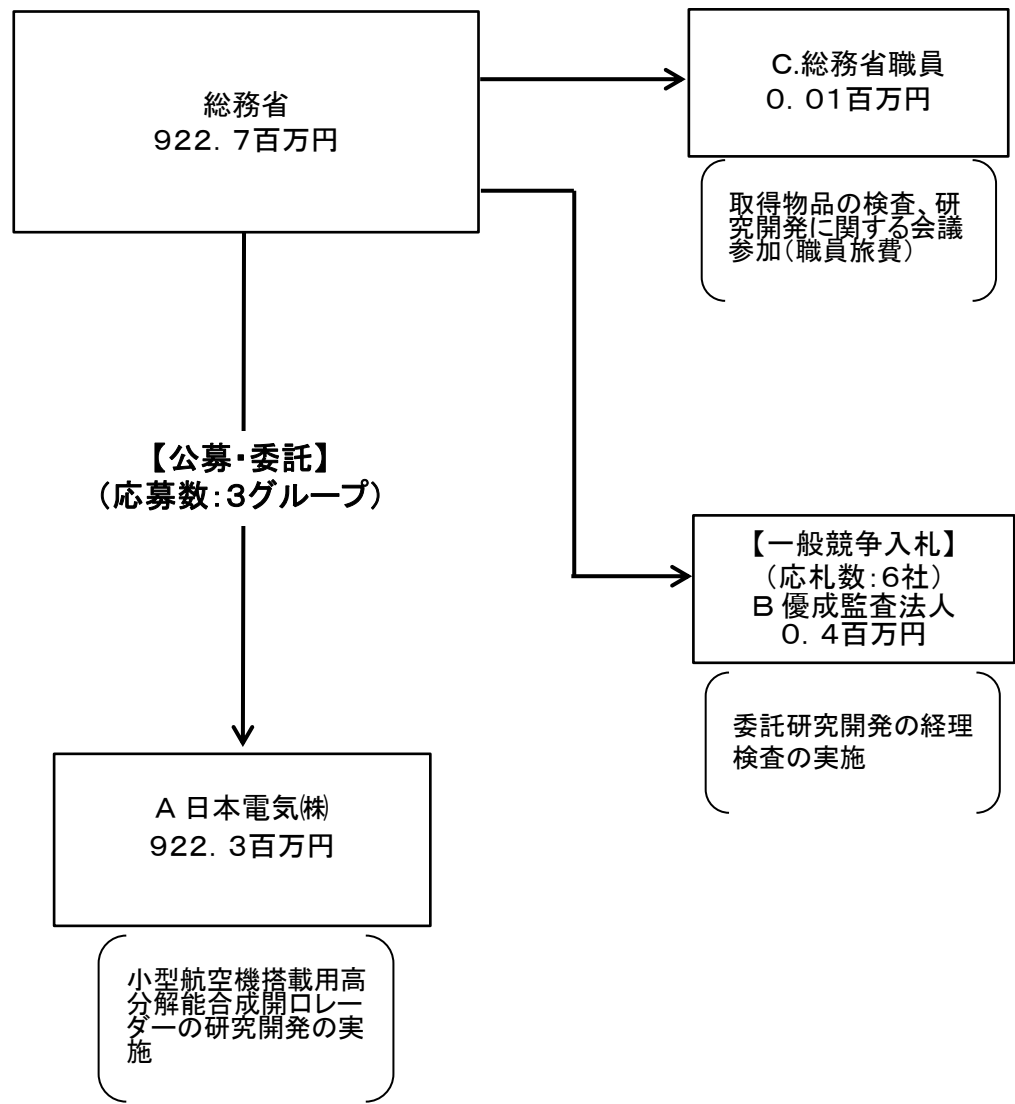 総務省
922．7百万円
C.総務省職員
0．01百万円
取得物品の検査、研
究開発に関する会議
参加（職員旅費）
【公募・委託】
（応募数：3グループ）
【一般競争入札】
（応札数：6社）
B 優成監査法人
0．4百万円
委託研究開発の経理
検査の実施
A 日本電気㈱
922．3百万円
小型航空機搭載用高
分解能合成開口レー
ダーの研究開発の実
施